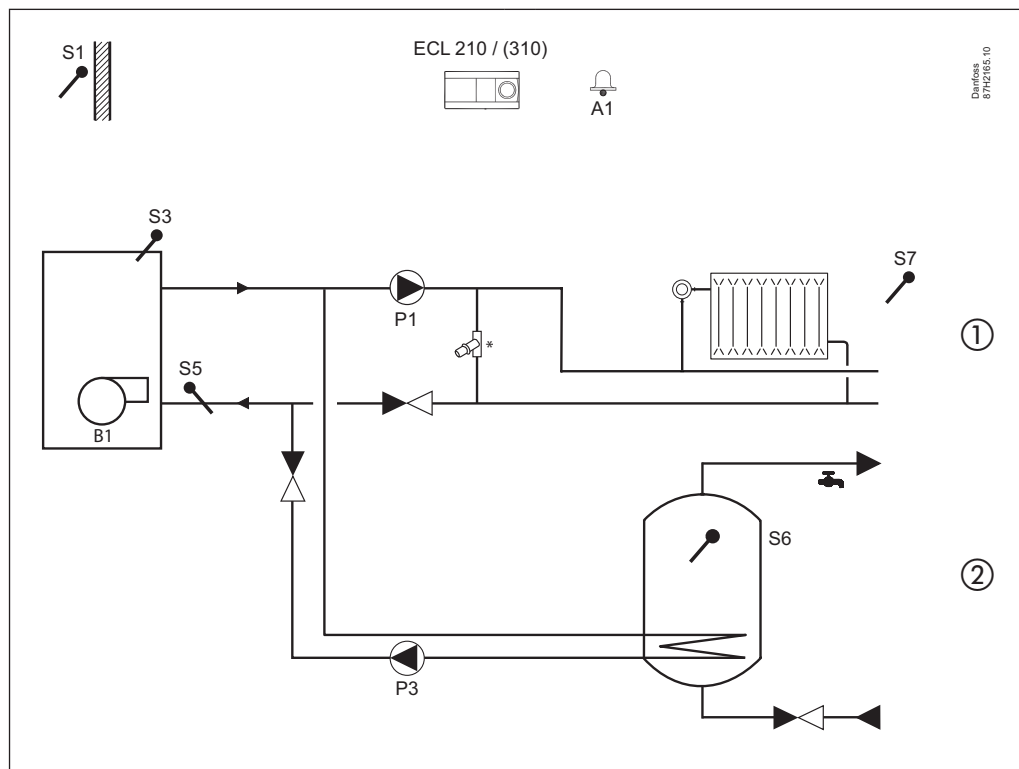 S1
ECL 210 / (310)
A1
Danfoss
87H2165.10
S3
P1
*
S7
①
S5
B1
S6
②
P3